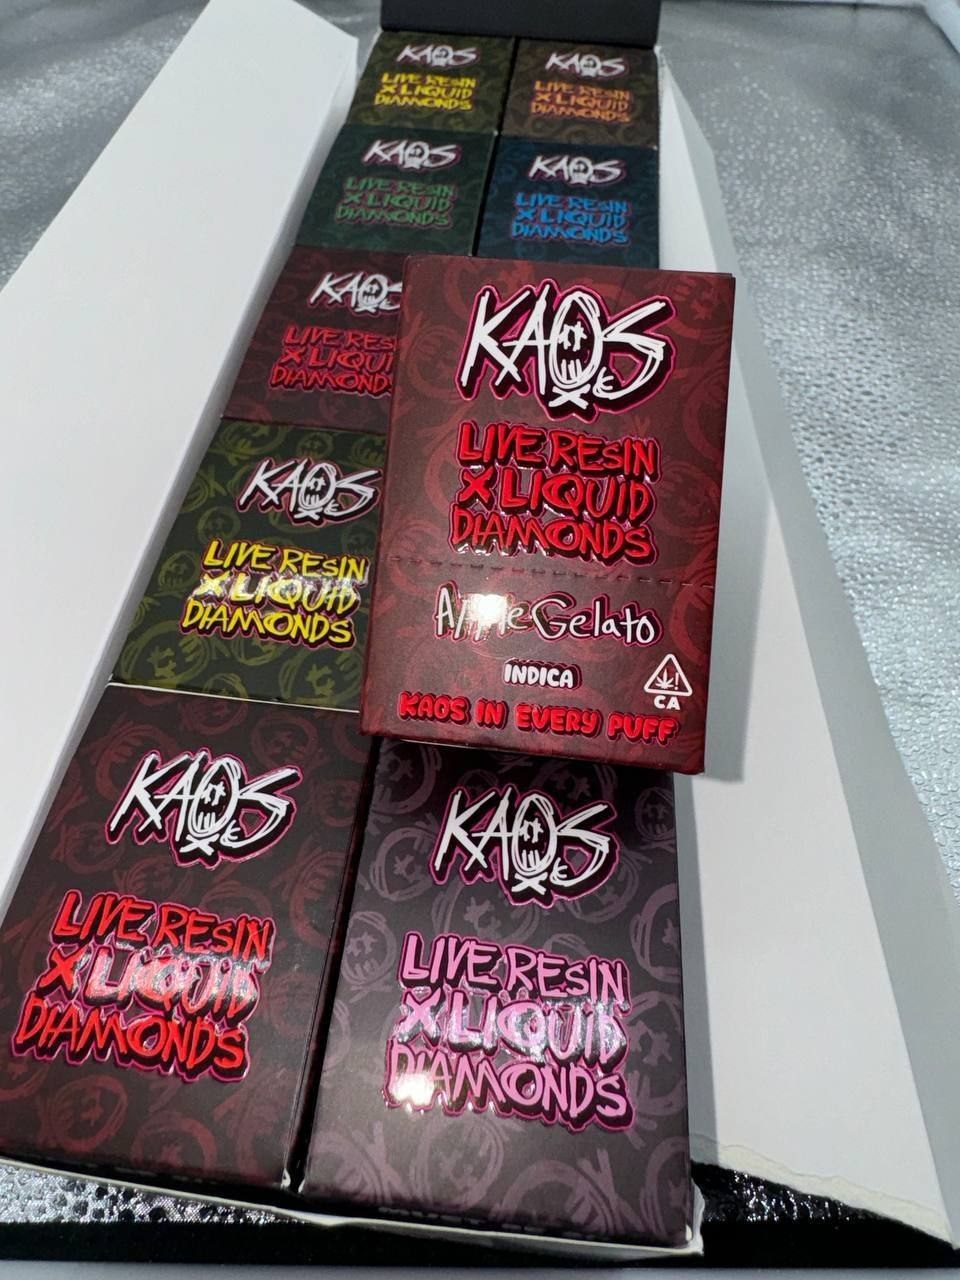 KAOS
LIVE RESIN
X LIQUID
DIAMONDS
KAOS
LIVE RESIN
X LIQUID
DIAMONDS
KAOS
LIVE RESIN
X LIQUID
DIAMONDS
KAOS
LIVE RESIN
X LIQUID
DIAMONDS
KAOS
LIVE RESIN
X LIQUID
DIAMONDS
KAOS
LIVE RESIN
X LIQUID
DIAMONDS
Apple Gelato
INDICA
CA
KAOS IN EVERY PUFF
KAOS
LIVE RESIN
X LIQUID
DIAMONDS
KAOS
LIVE RESIN
X LIQUID
DIAMONDS
KAOS
LIVE RESIN
X LIQUID
DIAMONDS